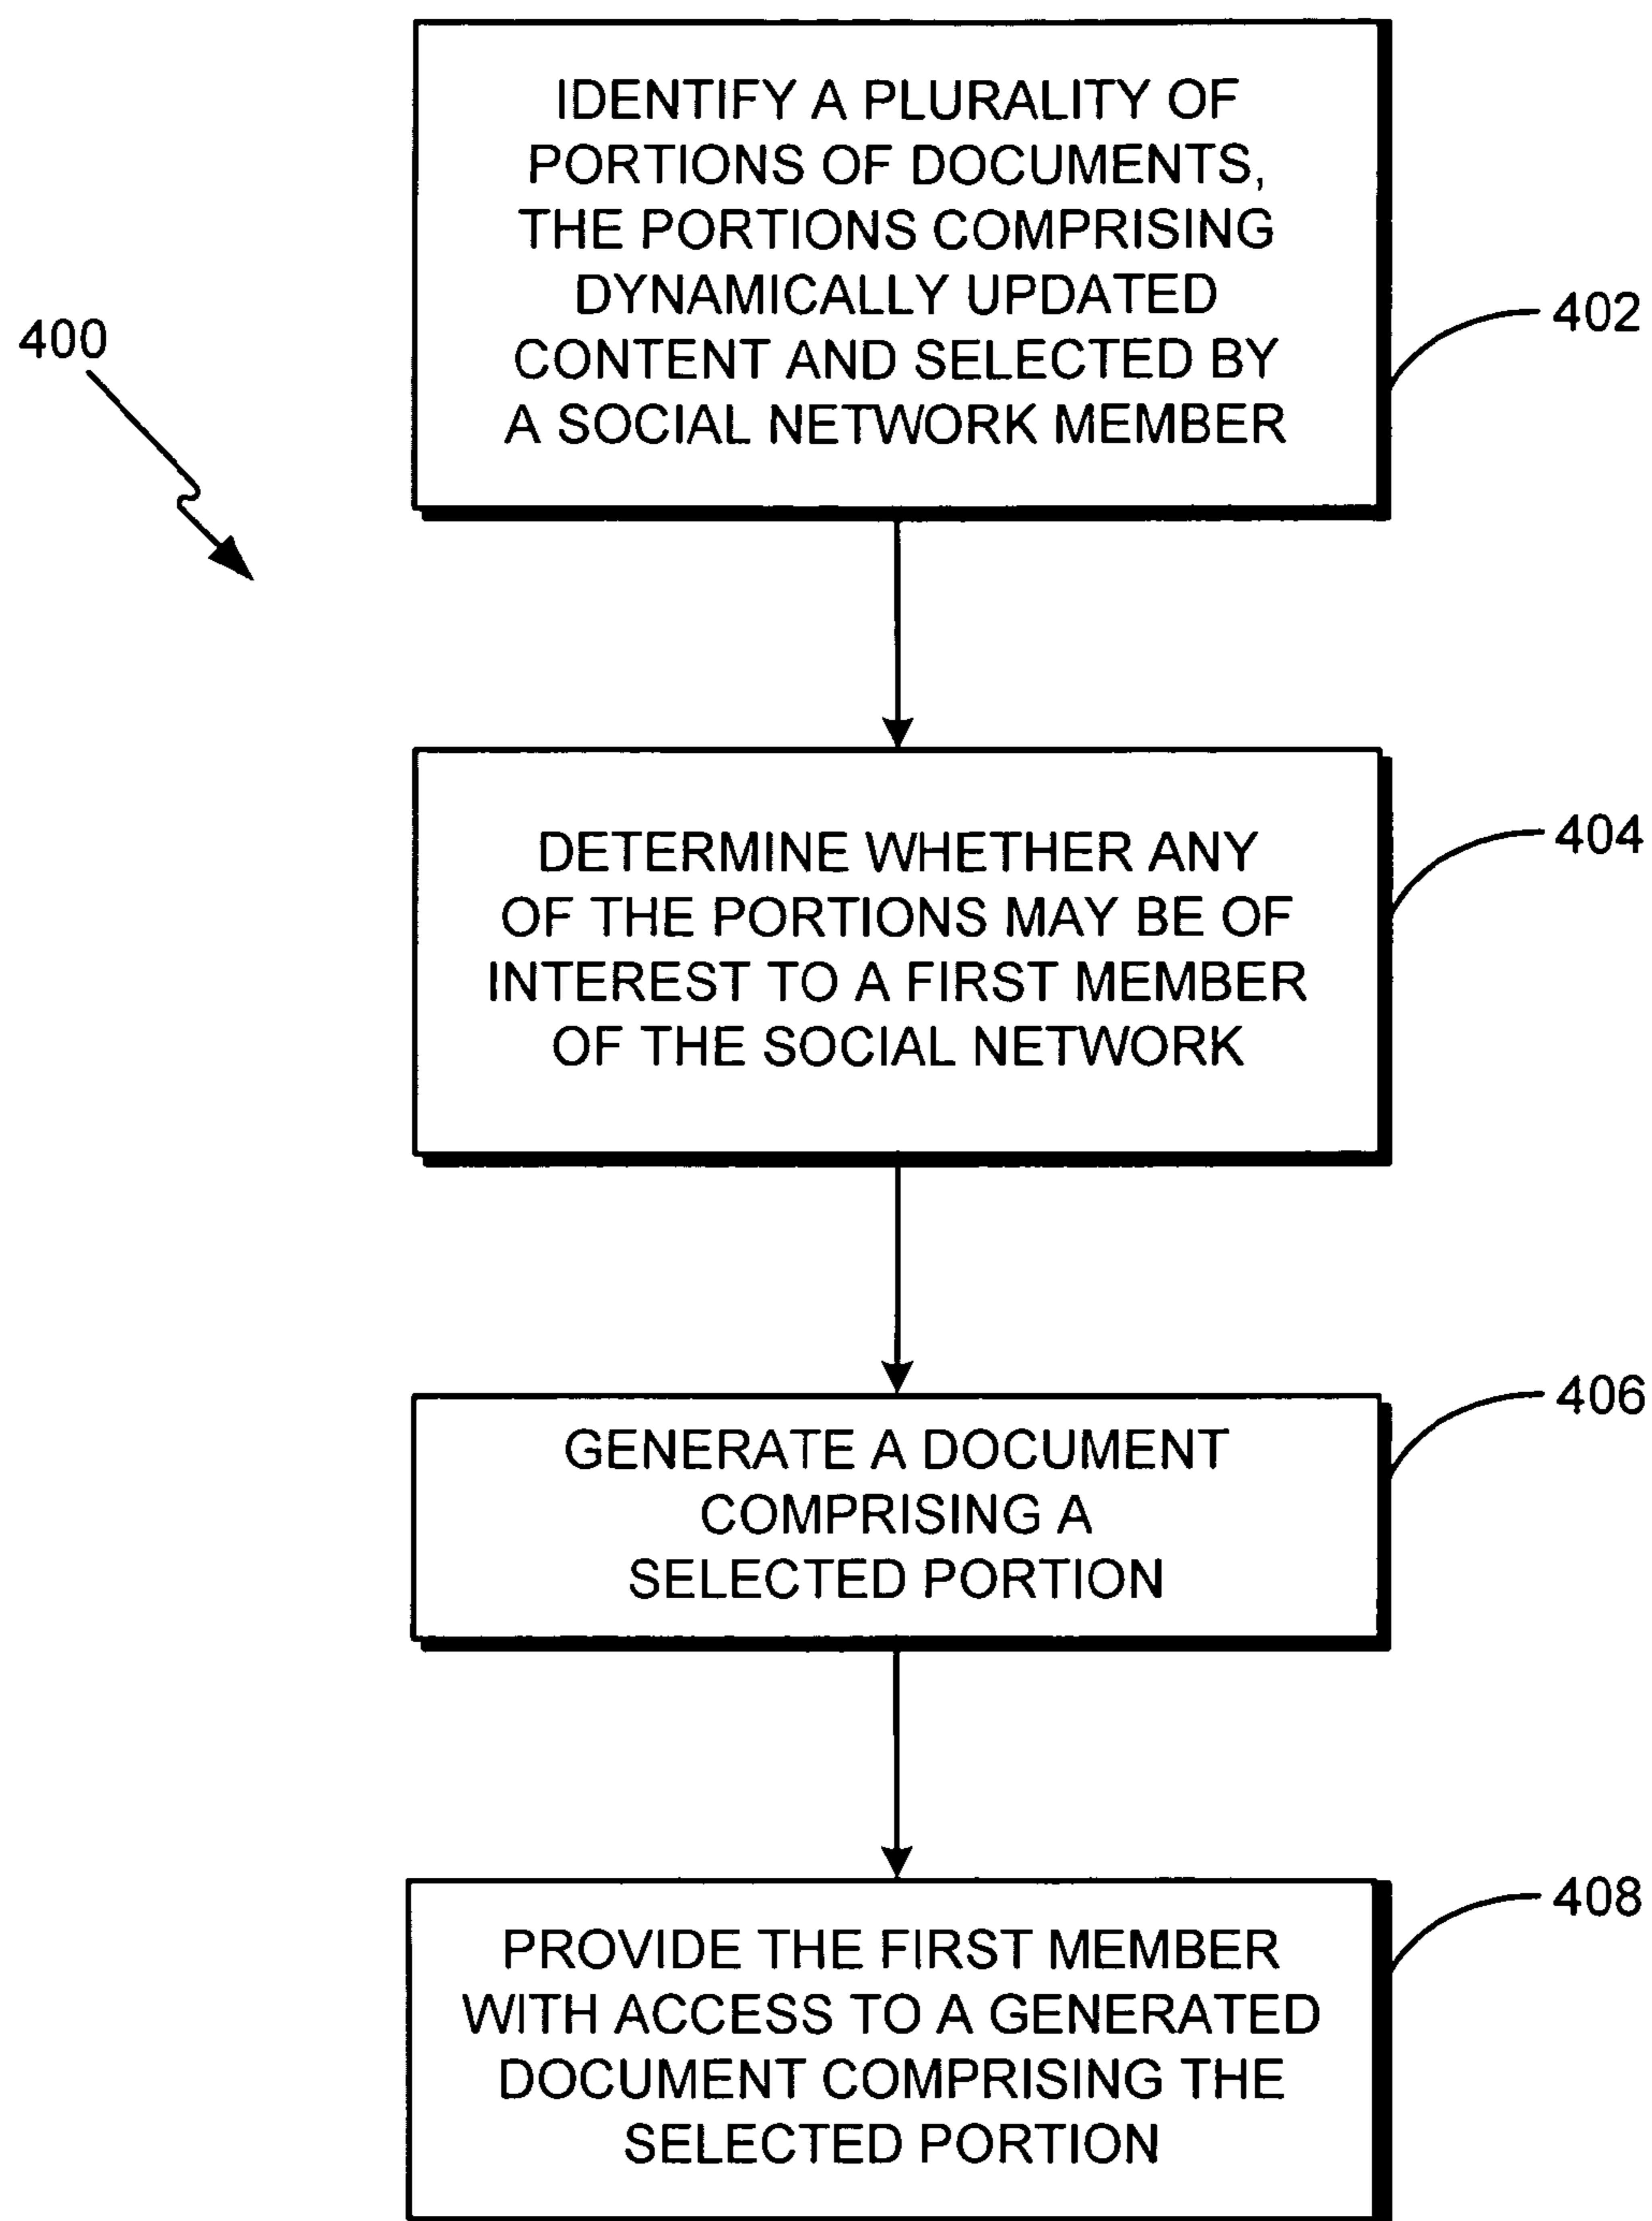 IDENTIFY A PLURALITY OF
PORTIONS OF DOCUMENTS,
THE PORTIONS COMPRISING
DYNAMICALLY UPDATED
CONTENT AND SELECTED BY
A SOCIAL NETWORK MEMBER
402
400
DETERMINE WHETHER ANY
OF THE PORTIONS MAY BE OF
INTEREST TO A FIRST MEMBER
OF THE SOCIAL NETWORK
404
GENERATE A DOCUMENT
COMPRISING A
SELECTED PORTION
406
PROVIDE THE FIRST MEMBER
WITH ACCESS TO A GENERATED
DOCUMENT COMPRISING THE
SELECTED PORTION
408